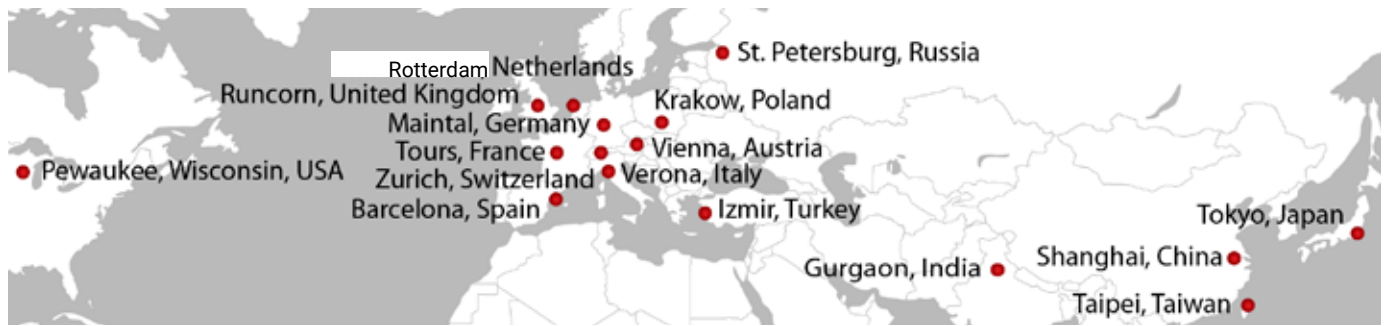 St. Petersburg, Russia
Rotterdam Netherlands
Runcorn, United Kingdom
Krakow, Poland
Maintal, Germany
Vienna, Austria
Tours, France
Pewaukee, Wisconsin, USA
Zurich, Switzerland
Verona, Italy
Barcelona, Spain
Izmir, Turkey
Tokyo, Japan
Shanghai, China
Gurgaon, India
Taipei, Taiwan